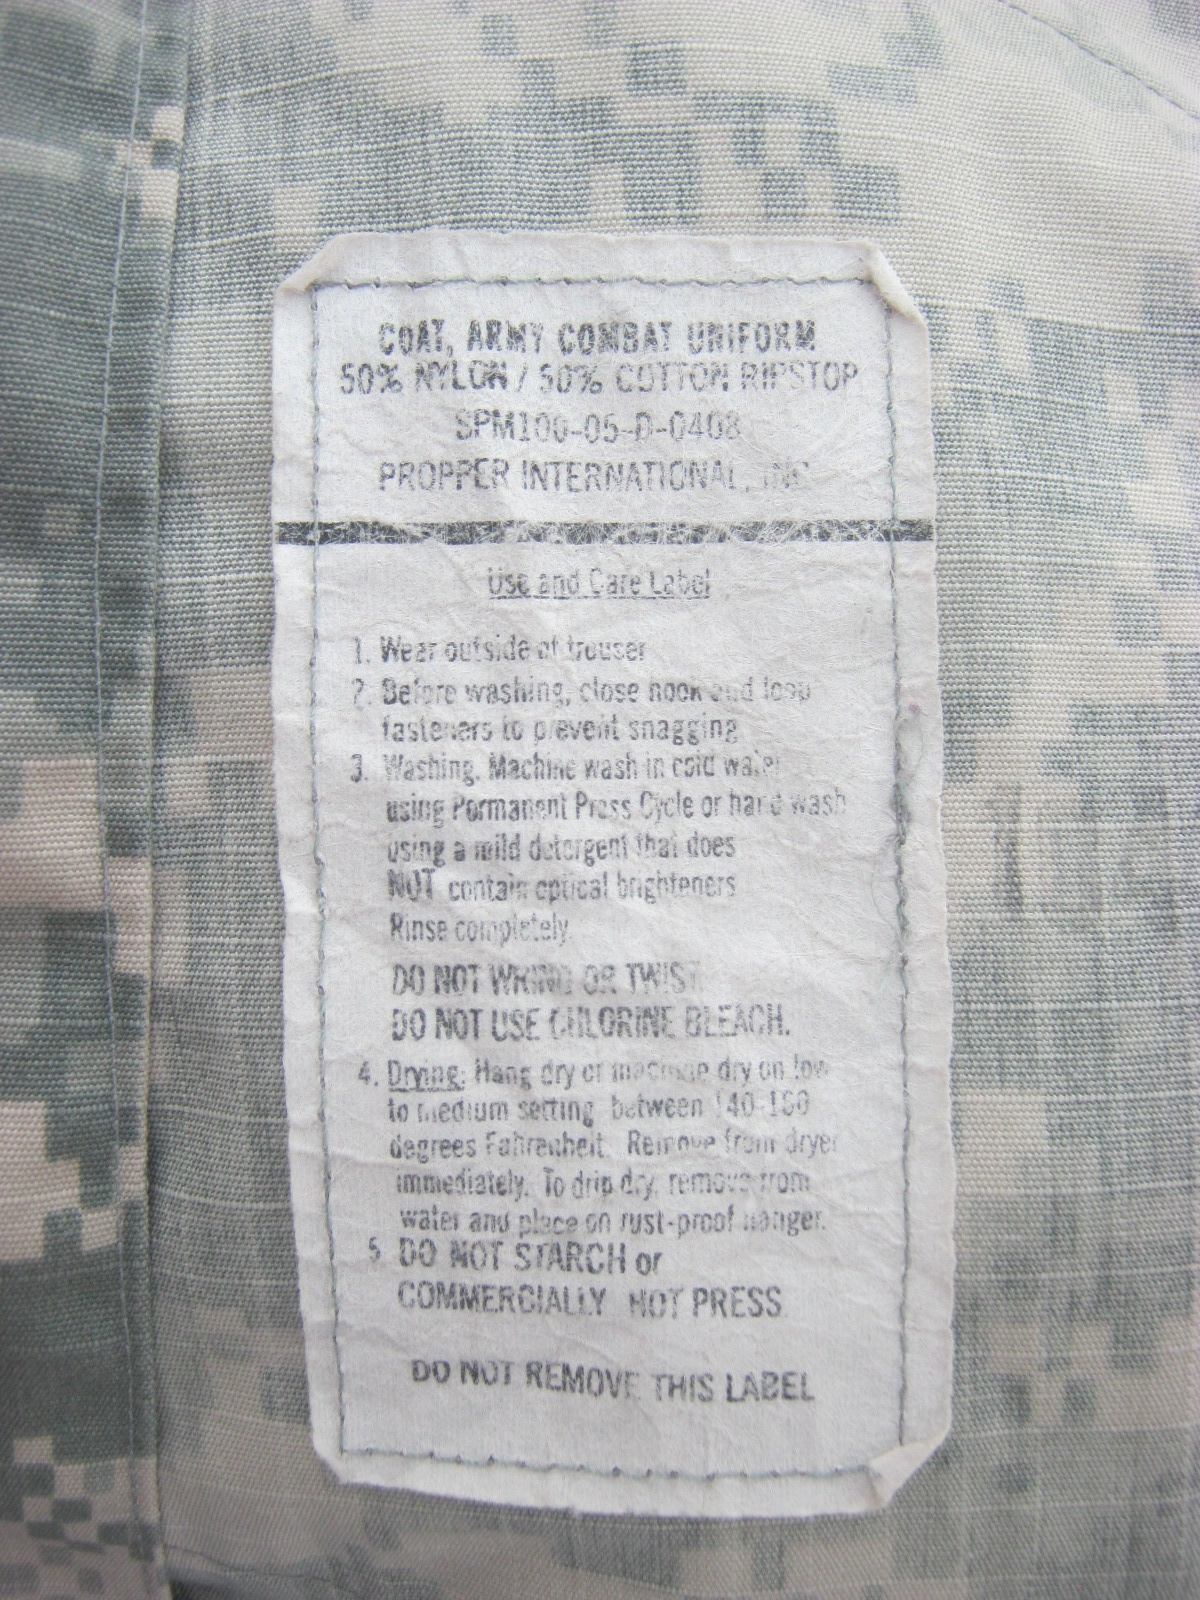 COAT, ARMY COMBAT UNIFORM
50% NYLON / 50% COTTON RIPSTOP
SPM100-05-D-0408
PROPPER INTERNATIONAL, INC
Use and Care Label
1. Wear outside of trouser
2. Before washing, close hook and loop
fasteners to prevent snagging
3. Washing. Machine wash in cold water
using Permanent Press Cycle or hand wash
using a mild detergent that does
NOT contain optical brighteners
Rinse completely.
DO NOT WRING OR TWIST.
DO NOT USE CHLORINE BLEACH.
4. Drying: Hang dry or machine dry on low
to medium setting between 140-160
degrees Fahrenheit. Remove from dryer
immediately. To drip dry, remove from
water and place on rust-proof hanger.
5 DO NOT STARCH or
COMMERCIALLY HOT PRESS
DO NOT REMOVE THIS LABEL